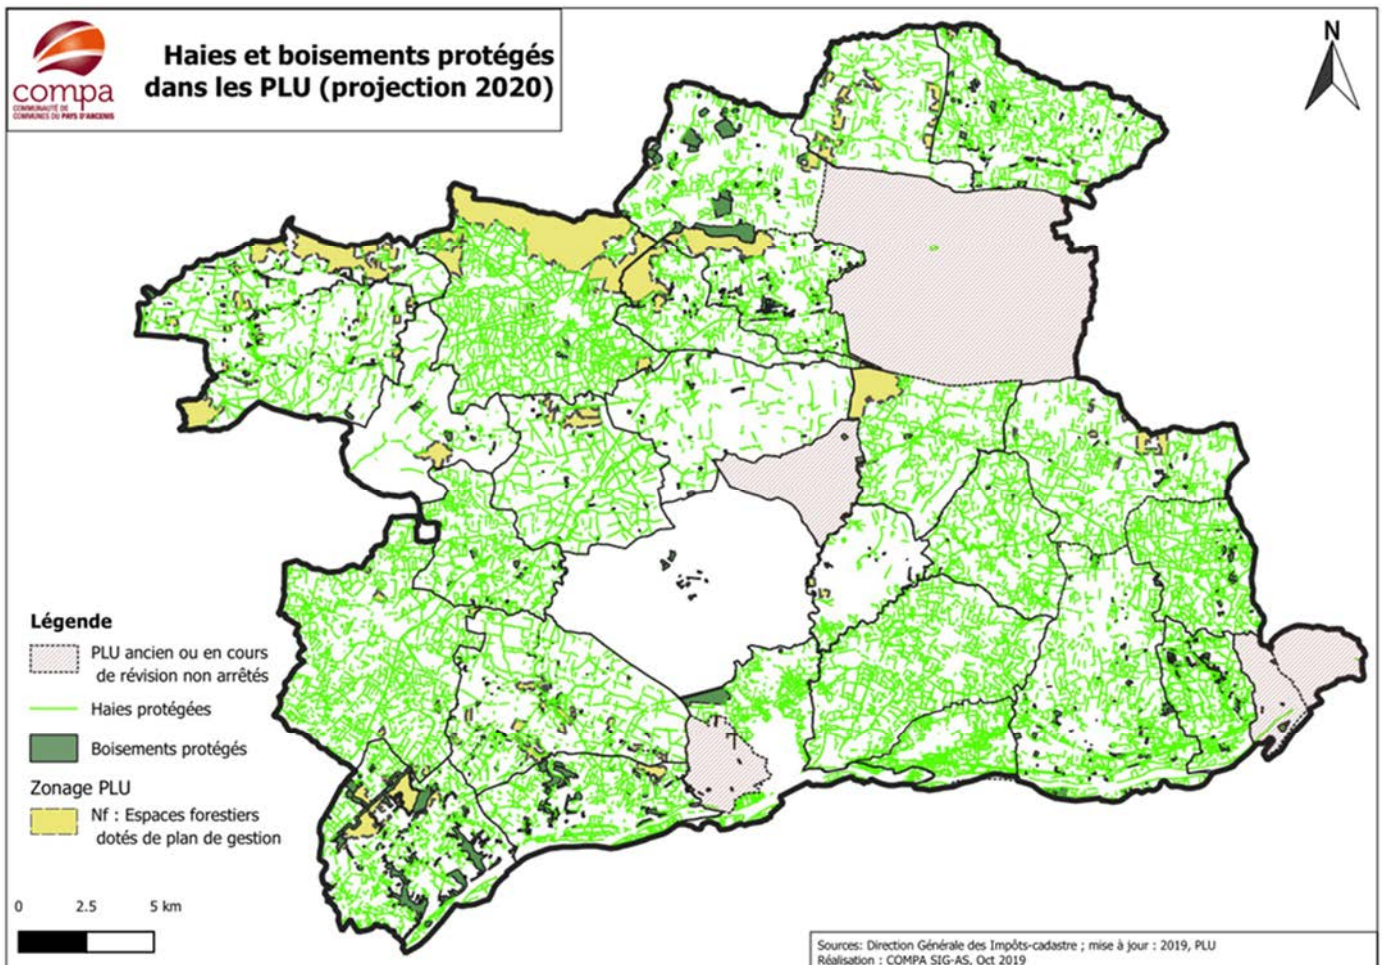 compa
COMMUNAUTÉ DE
COMMUNES DU PAYS D'ANCENIS
Haies et boisements protégés
dans les PLU (projection 2020)
N
Légende
PLU ancien ou en cours
de révision non arrêtés
Haies protégées
Boisements protégés
Zonage PLU
Nf : Espaces forestiers
dotés de plan de gestion
0 2.5 5 km
Sources: Direction Générale des Impôts-cadastre ; mise à jour : 2019, PLU
Réalisation : COMPA SIG-AS, Oct 2019